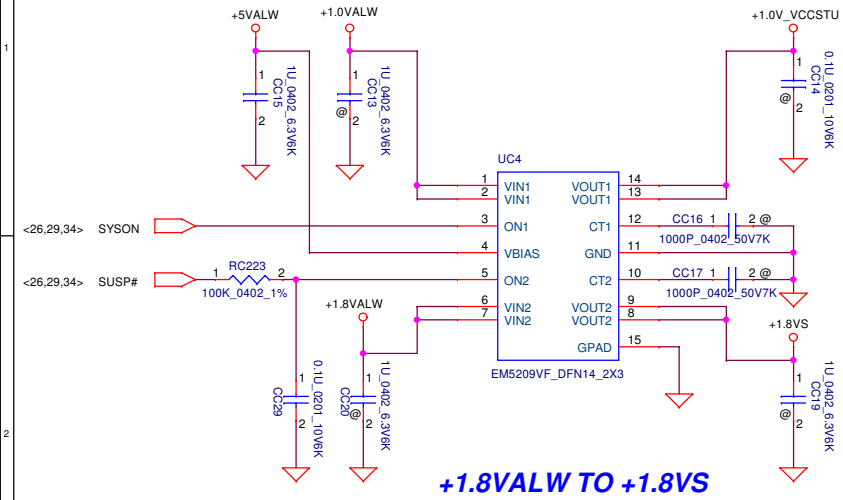 +5VALW
+1.0VALW
+1.0V_VCCSTU
1
1
1U_0402_6.3V6K
CC15
2
1
1U_0402_6.3V6K
CC13
@
2
1
0.1U_0201_10V6K
CC14
@
2
UC4
1
VIN1
VOUT1
14
2
VIN1
VOUT1
13
<26,29,34>
SYSON
3
ON1
CT1
12
CC16
1
2
@
1000P_0402_50V7K
4
VBIAS
GND
11
<26,29,34>
SUSP#
1
RC223
2
100K_0402_1%
5
ON2
CT2
10
CC17
1
2
@
1000P_0402_50V7K
+1.8VALW
6
VIN2
VOUT2
9
7
VIN2
VOUT2
8
+1.8VS
GPAD
15
EM5209VF_DFN14_2X3
1
0.1U_0201_10V6K
CC29
2
1
1U_0402_6.3V6K
CC20
@
2
1
1U_0402_6.3V6K
CC19
@
2
2
+1.8VALW TO +1.8VS